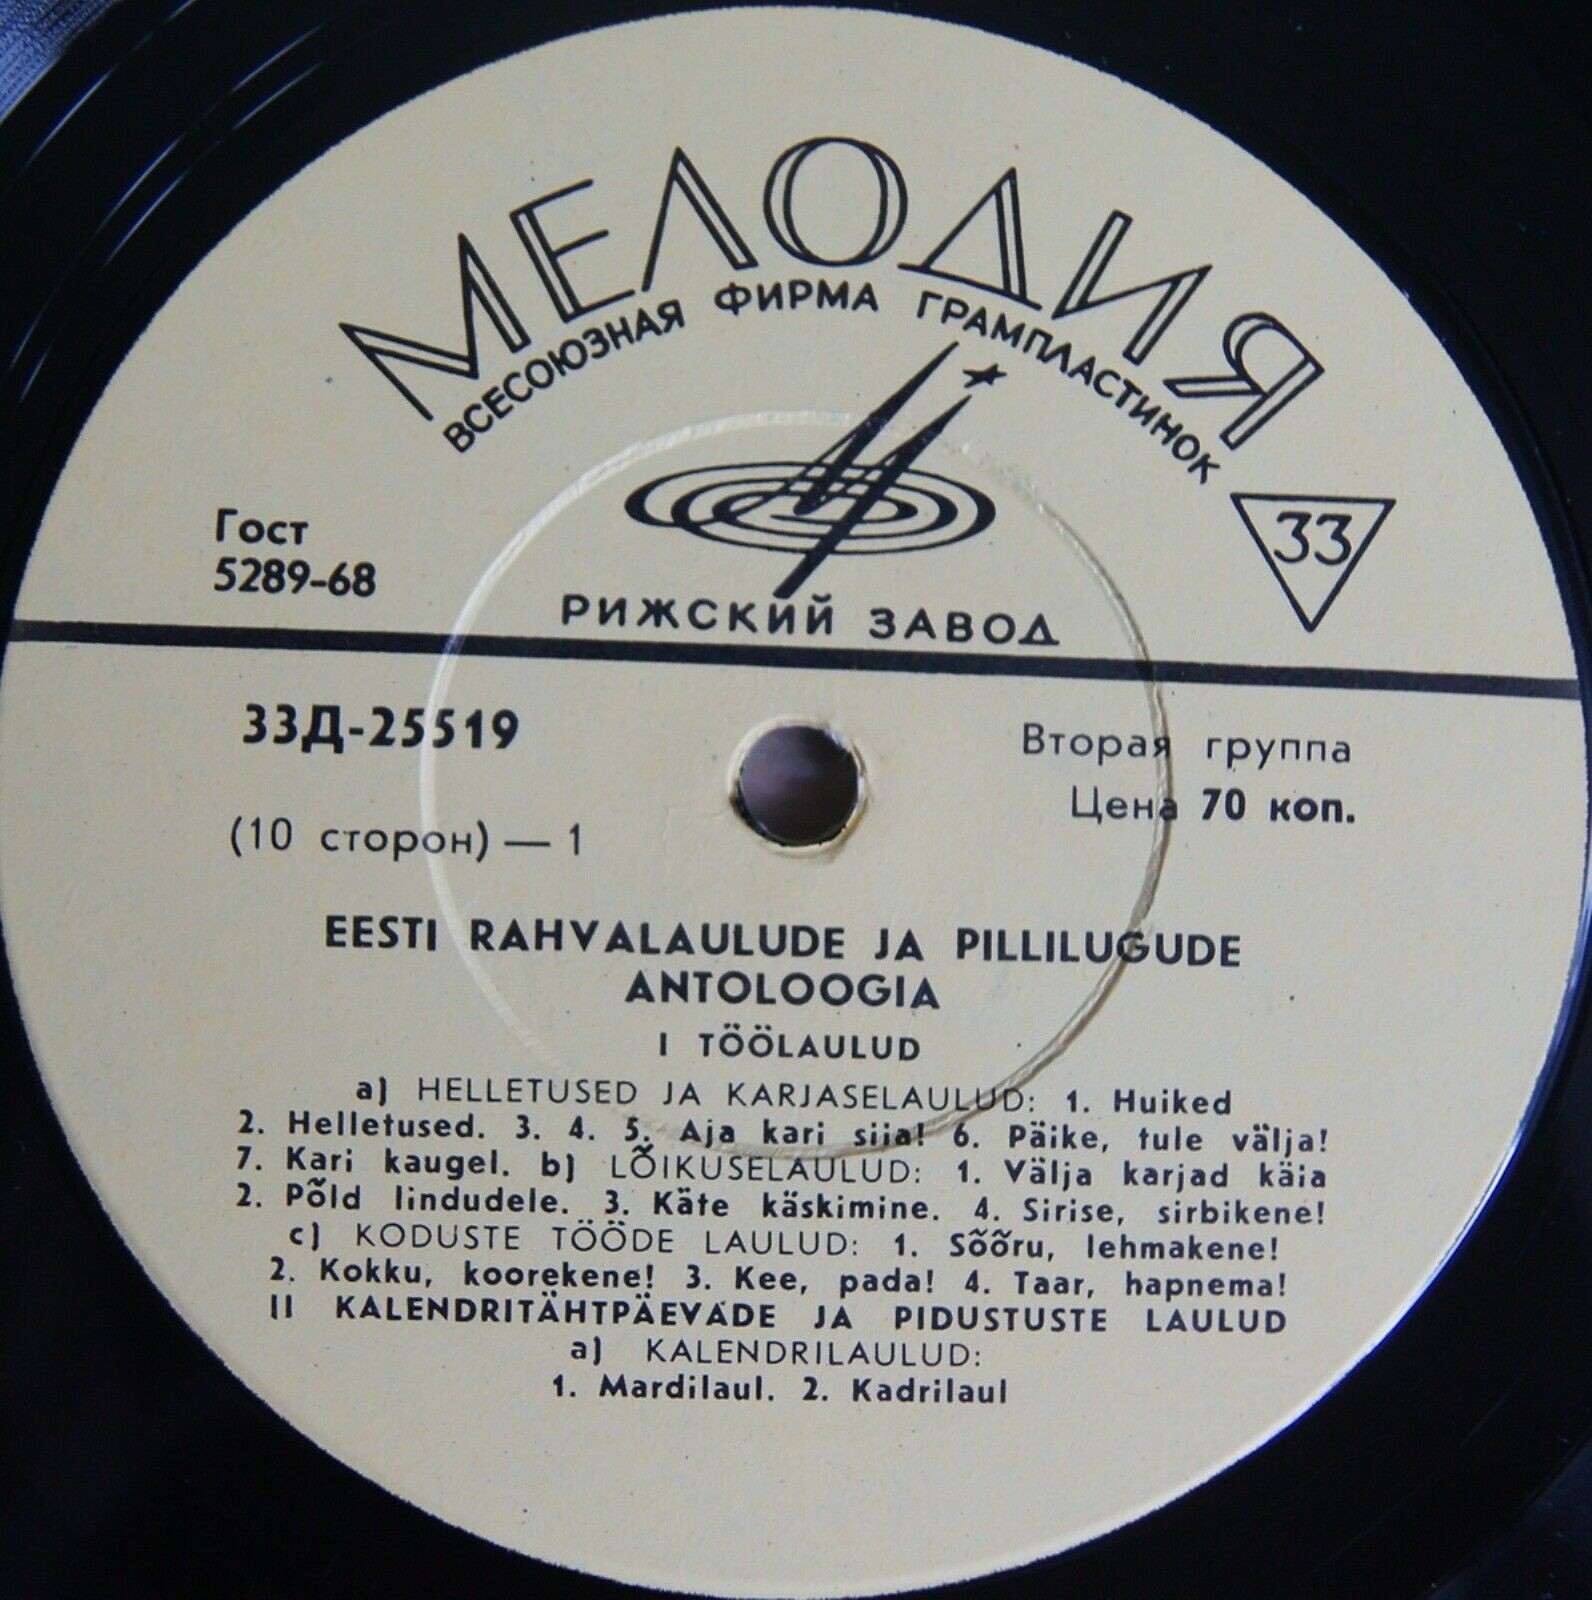 МЕЛОДИЯ
ВСЕСОЮЗНАЯ ФИРМА ГРАМПЛАСТИНОК
Гост
5289-68
33
РИЖСКИЙ ЗАВОД
33Д-25519
Вторая группа
Цена 70 коп.
(10 сторон) — 1
EESTI RAHVALAULUDE JA PILLILUGUDE
ANTOLOOGIA
I TÖÖLAULUD
a) HELLETUSED JA KARJASELAULUD: 1. Huiked
2. Helletused. 3. 4. 5. Aja kari siia! 6. Päike, tule välja!
7. Kari kaugel. b) LÕIKUSELAULUD: 1. Välja karjad käia
2. Põld lindudele. 3. Käte käskimine. 4. Sirise, sirbikene!
c) KODUSTE TÖÖDE LAULUD: 1. Sõõru, lehmakene!
2. Kokku, koorekene! 3. Kee, pada! 4. Taar, hapnema!
II KALENDRITÄHTPÄEVADE JA PIDUSTUSTE LAULUD
a) KALENDRILAULUD:
1. Mardilaul. 2. Kadrilaul